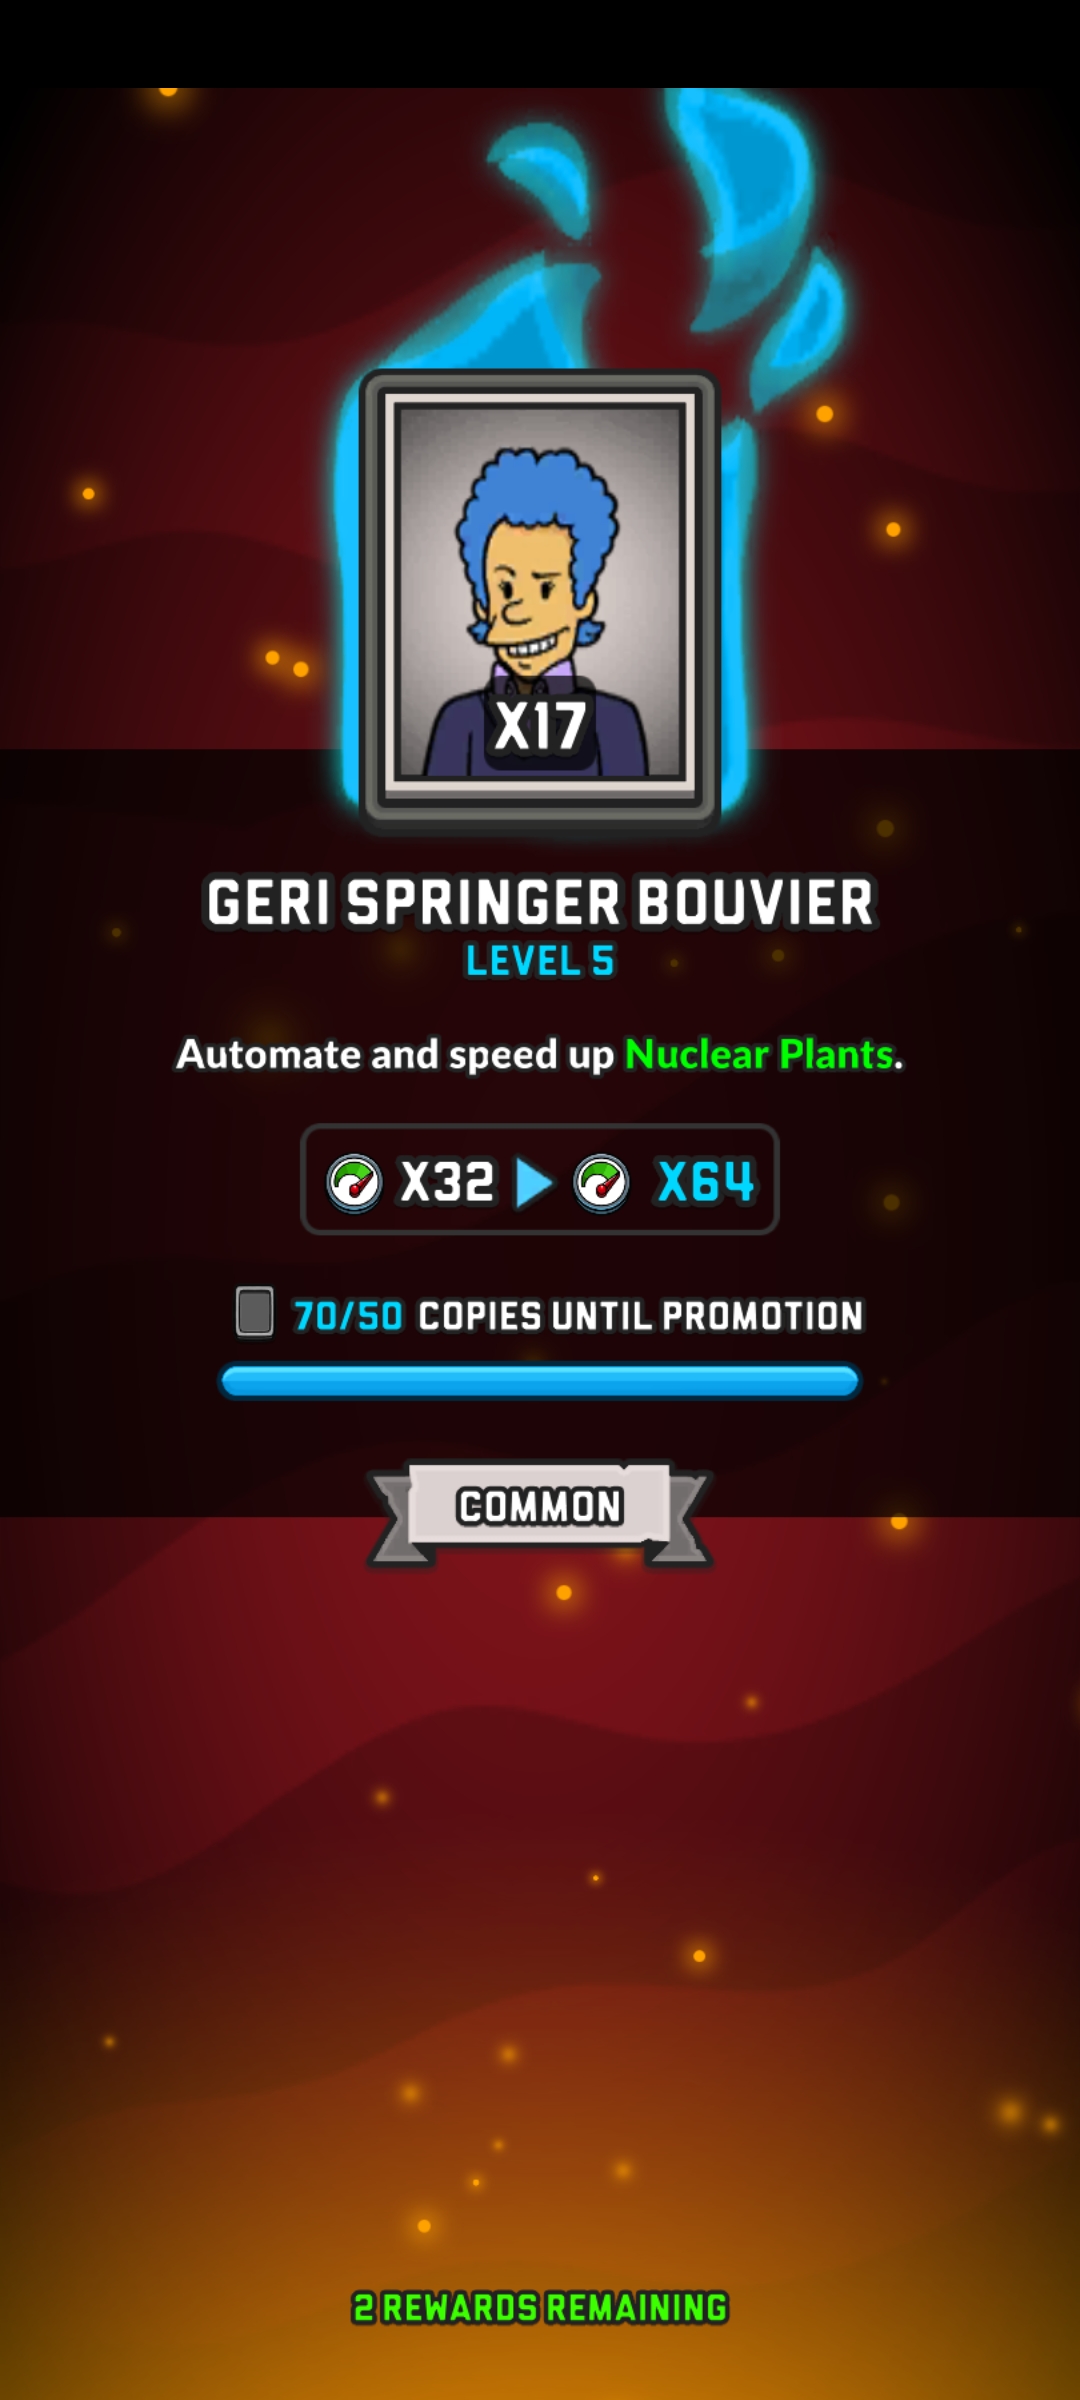 X17
GERI SPRINGER BOUVIER
LEVEL 5
Automate and speed up Nuclear Plants.
X32 X64
70/50 COPIES UNTIL PROMOTION
COMMON
2 REWARDS REMAINING